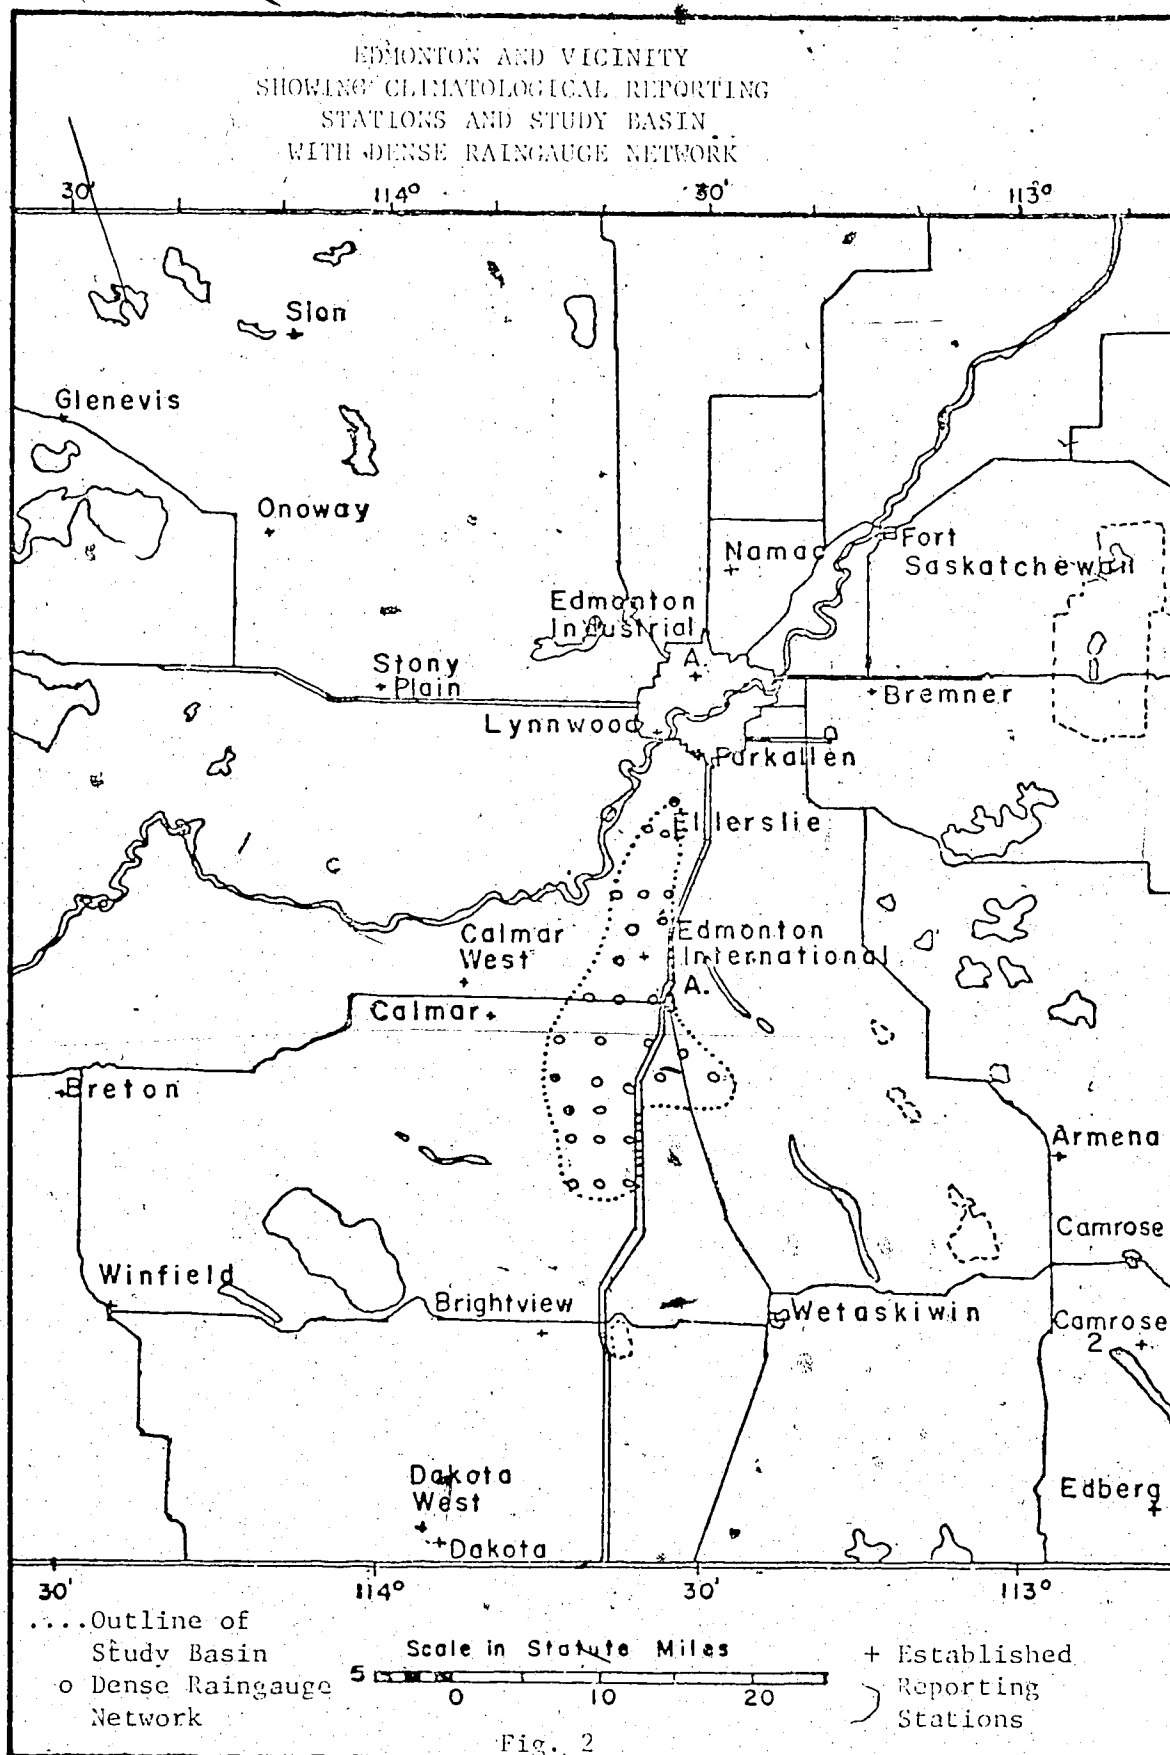 EDMONTON AND VICINITY
SHOWING CLIMATOLOGICAL REPORTING
STATIONS AND STUDY BASIN
WITH DENSE RAINGAUGE NETWORK
30' 114° 30' 113°
Sion
Glenevis
Onoway
Namao
Fort
Saskatchewan
Edmonton
Industrial
A.
Stony
Plain
Bremner
Lynnwood
Parkallen
Ellerslie
Calmar
West
Edmonton
International
A.
Calmar
Breton
Armena
Camrose
Winfield
Brightview
Wetaskiwin
Camrose
2
Dakota
West
Edberg
Dakota
30' 114° 30' 113°
....Outline of
Study Basin
o Dense Raingauge
Network
Scale in Statute Miles
5 0 10 20
+ Established
Reporting
Stations
Fig. 2